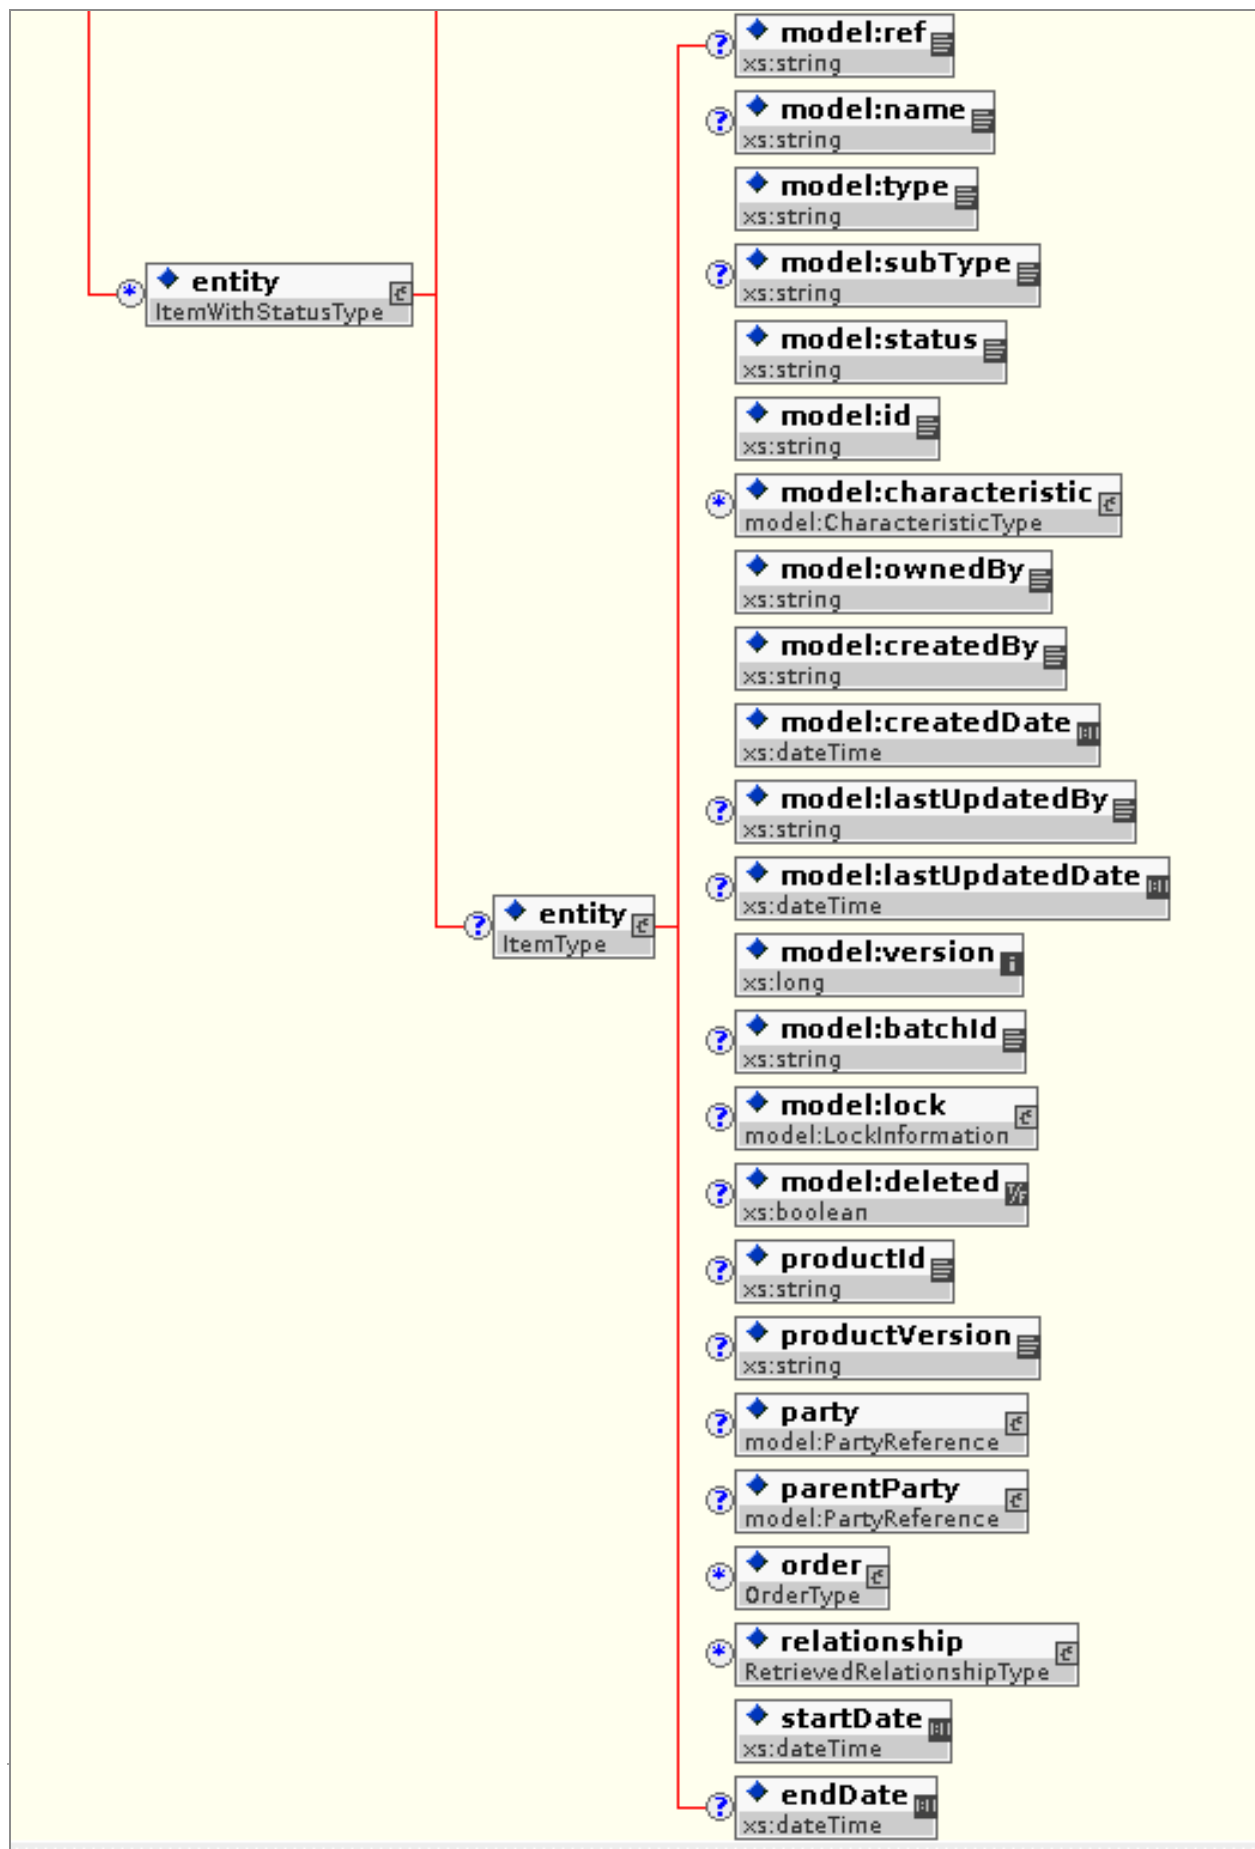 model:ref
xs:string
model:name
xs:string
model:type
xs:string
model:subType
xs:string
entity
ItemWithStatusType
model:status
xs:string
model:id
xs:string
model:characteristic
model:CharacteristicType
model:ownedBy
xs:string
model:createdBy
xs:string
model:createdDate
xs:dateTime
model:lastUpdatedBy
xs:string
model:lastUpdatedDate
xs:dateTime
entity
ItemType
model:version
xs:long
model:batchId
xs:string
model:lock
model:LockInformation
model:deleted
xs:boolean
productId
xs:string
productVersion
xs:string
party
model:PartyReference
parentParty
model:PartyReference
order
OrderType
relationship
RetrievedRelationshipType
startDate
xs:dateTime
endDate
xs:dateTime